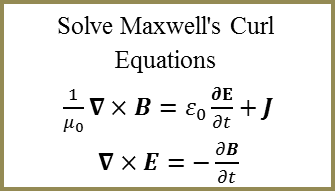 Solve Maxwell's Curl
Equations
1/μ₀ ∇ × B = ε₀ ∂E/∂t + J
∇ × E = −∂B/∂t